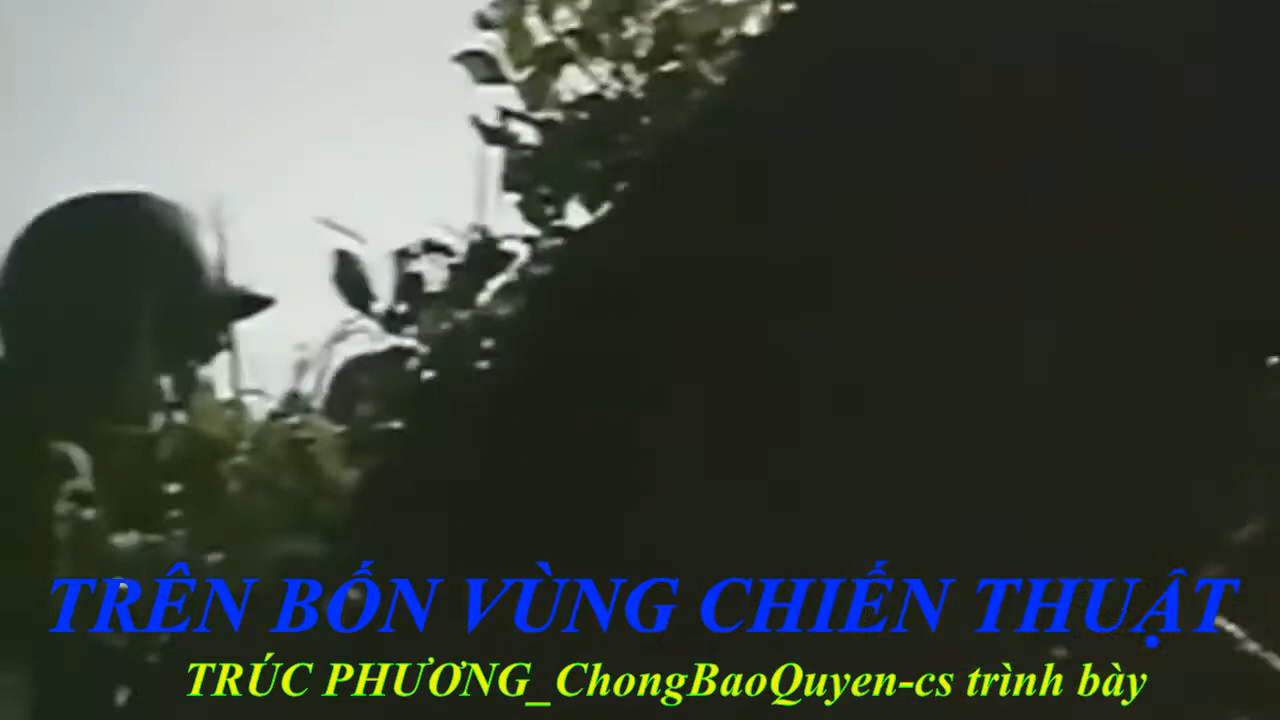 TRÊN BỐN VÙNG CHIẾN THUẬT
TRÚC PHƯƠNG_ChongBaoQuyen-cs trình bày